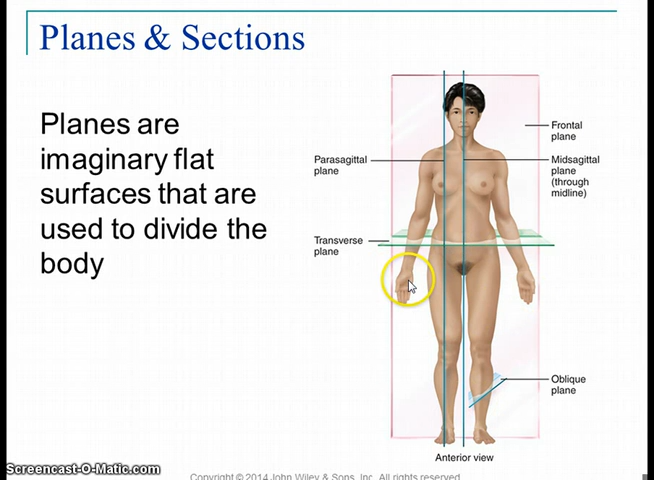 Planes & Sections
Planes are
imaginary flat
surfaces that are
used to divide the
body
Frontal
plane
Parasagittal
plane
Midsagittal
plane
(through
midline)
Transverse
plane
Oblique
plane
Anterior view
Screencast-O-Matic.com
Copyright © 2014 John Wiley & Sons, Inc. All rights reserved.